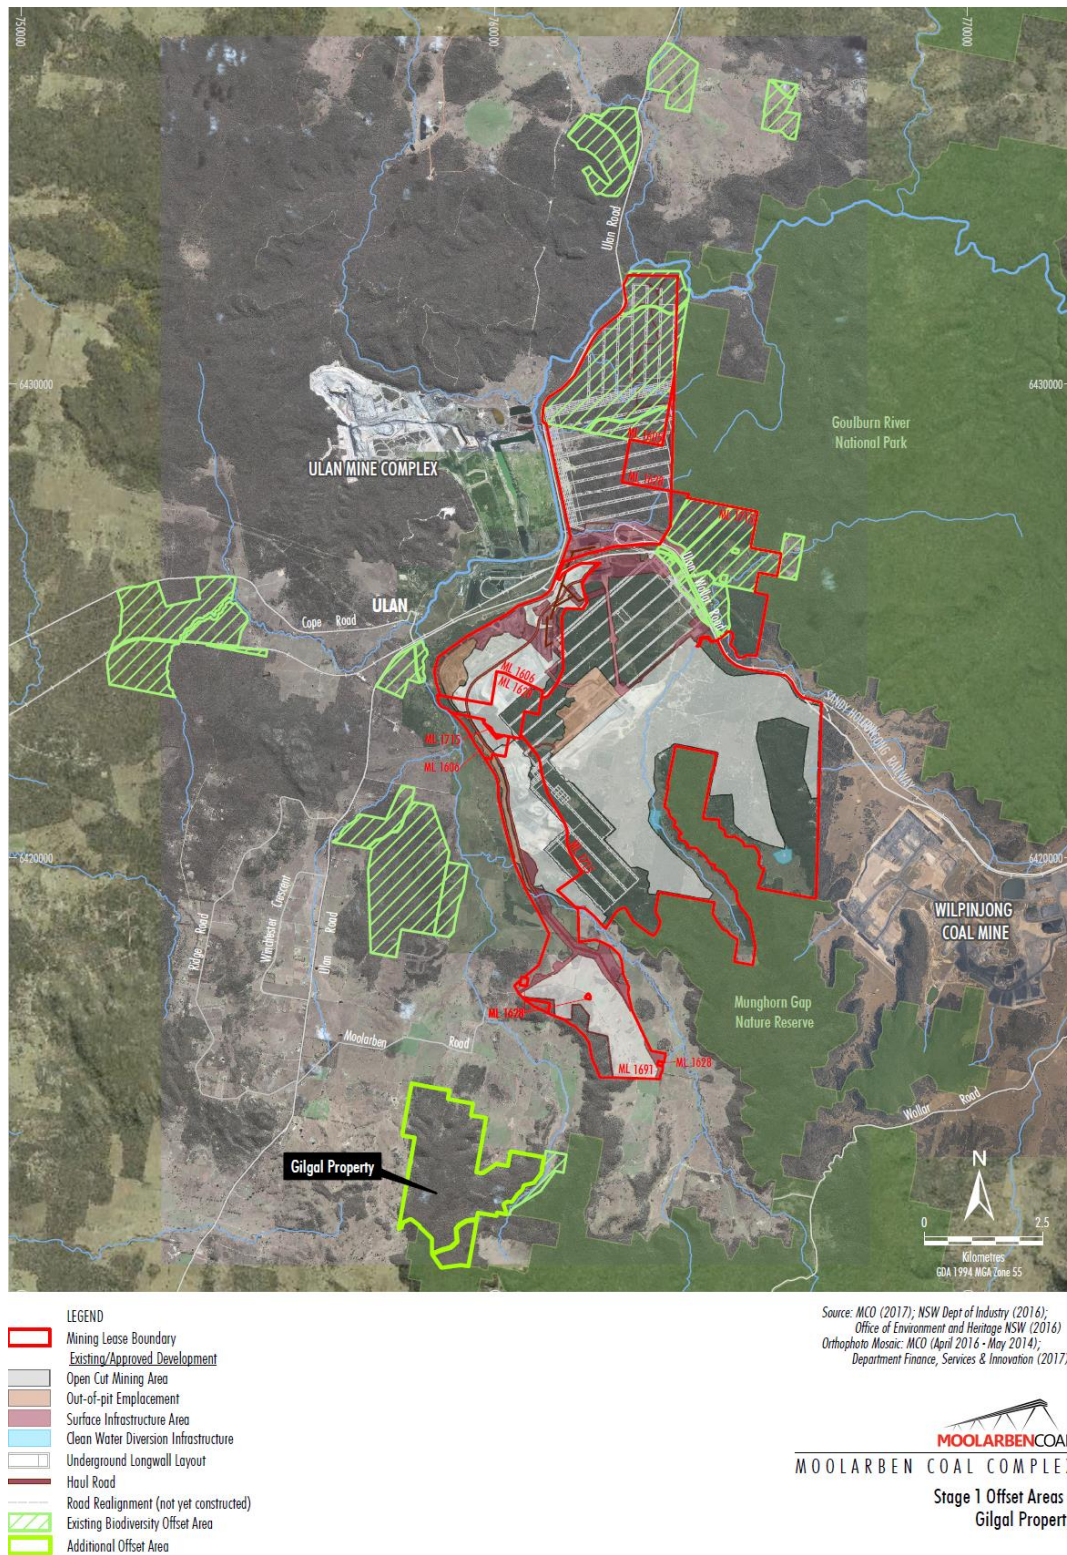 750000
760000
770000
Ulan Road
6430000
6430000
Goulburn River
National Park
ULAN MINE COMPLEX
Ulan - Wollar Road
ULAN
Cope Road
ML 1606
ML 1715
ML 1606
SANDY HOLLOW GULGONG RAILWAY
6420000
6420000
Ridge Road
Winchester Crescent
Ulan Road
WILPINJONG
COAL MINE
Munghorn Gap
Nature Reserve
ML 1628
Moolarben Road
ML 1691
ML 1628
Wollar Road
Gilgal Property
N
0 2.5
Kilometres
GDA 1994 MGA Zone 55
LEGEND
Mining Lease Boundary
Existing/Approved Development
Open Cut Mining Area
Out-of-pit Emplacement
Surface Infrastructure Area
Clean Water Diversion Infrastructure
Underground Longwall Layout
Haul Road
Road Realignment (not yet constructed)
Existing Biodiversity Offset Area
Additional Offset Area
Source: MCO (2017); NSW Dept of Industry (2016);
Office of Environment and Heritage NSW (2016)
Orthophoto Mosaic: MCO (April 2016 - May 2014);
Department Finance, Services & Innovation (2017)
MOOLARBENCOA
MOOLARBEN COAL COMPLE
Stage 1 Offset Areas
Gilgal Propert